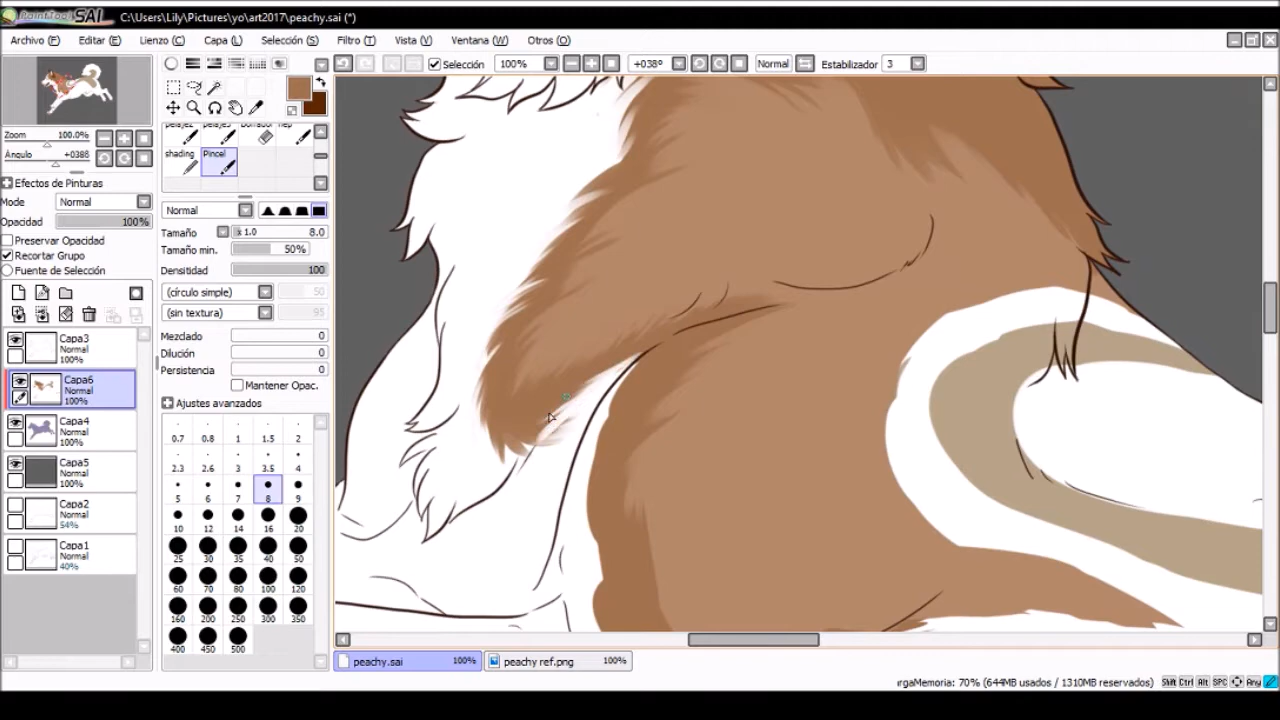 PaintTool SAI C:\Users\Lily\Pictures\yo\art2017\peachy.sai (*)
Archivo (F) Editar (E) Lienzo (C) Capa (L) Selección (S) Filtro (T) Vista (V) Ventana (W) Otros (O)
Selección 100% +038º Normal Estabilizador 3
Zoom 100.0%
Ángulo +038º
Efectos de Pinturas
Mode Normal
Opacidad 100%
Preservar Opacidad
Recortar Grupo
Fuente de Selección
Capa3
Normal
100%
Capa6
Normal
100%
Capa4
Normal
100%
Capa5
Normal
100%
Capa2
Normal
54%
Capa1
Normal
40%
shading Pincel
Normal
Tamaño x 1.0 8.0
Tamaño min. 50%
Densitidad 100
(círculo simple) 50
(sin textura) 95
Mezclado 0
Dilución 0
Persistencia 0
Mantener Opac.
Ajustes avanzados
0.7 0.8 1 1.5 2
2.3 2.6 3 3.5 4
5 6 7 8 9
10 12 14 16 20
25 30 35 40 50
60 70 80 100 120
160 200 250 300 350
400 450 500
peachy.sai 100% peachy ref.png 100%
rgaMemoria: 70% (644MB usados / 1310MB reservados) Shift Ctrl Alt SPC Any